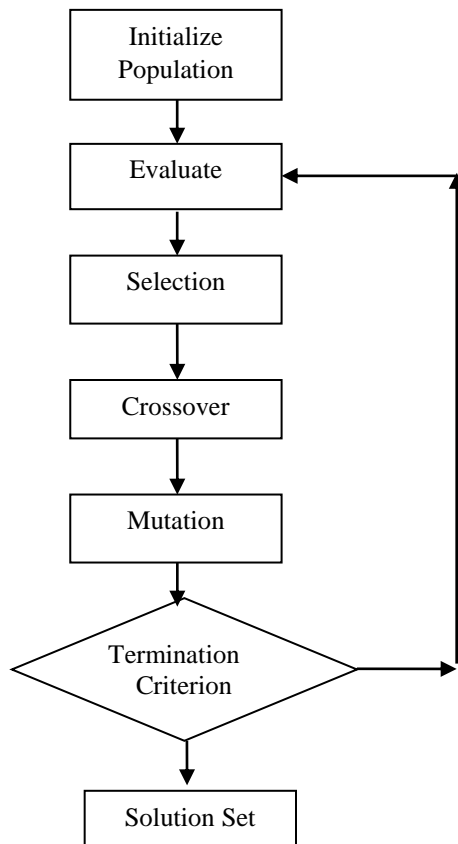 Initialize
Population
Evaluate
Selection
Crossover
Mutation
Termination
Criterion
Solution Set